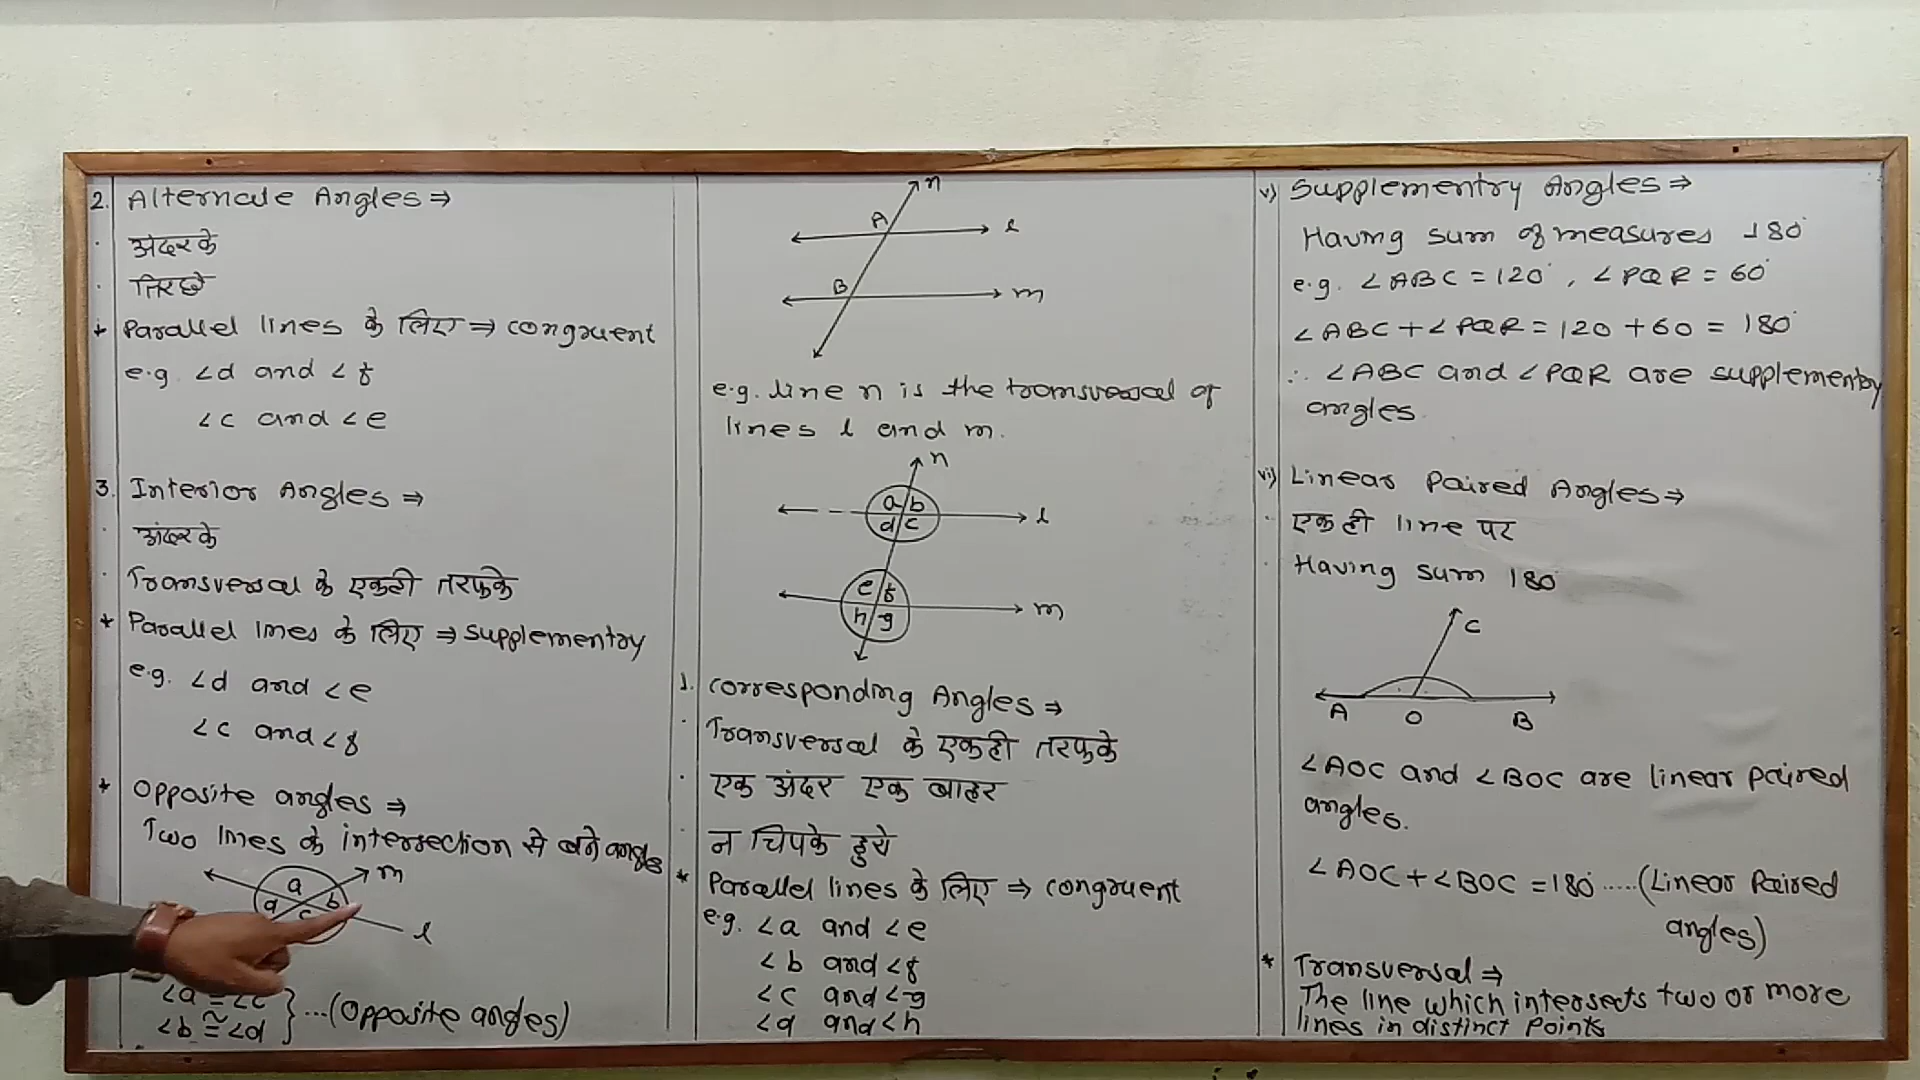 2. Alternate Angles ⇒
· अंदर के
· तिरछे
* Parallel lines के लिए ⇒ congruent
e.g. ∠d and ∠f
∠c and ∠e
3. Interior Angles ⇒
· अंदर के
· Transversal के एकही तरफके
* Parallel lines के लिए ⇒ supplementry
e.g. ∠d and ∠e
∠c and ∠f
* Opposite angles ⇒
Two lines के intersection से बने angles
a m
d b
c
l
∠a ≅ ∠c
∠b ≅ ∠d } ...(Opposite angles)
n
A l
B m
e.g. line n is the transversal of
lines l and m.
n
a b
d c l
e f
h g m
1. Corresponding Angles ⇒
· Transversal के एकही तरफके
· एक अंदर एक बाहर
· न चिपके हुये
* Parallel lines के लिए ⇒ congruent
e.g. ∠a and ∠e
∠b and ∠f
∠c and ∠g
∠d and ∠h
v) Supplementry Angles ⇒
Having sum of measures 180°
e.g. ∠ABC = 120°, ∠PQR = 60°
∠ABC + ∠PQR = 120 + 60 = 180°
∴ ∠ABC and ∠PQR are supplementry
angles.
vi) Linear Paired Angles ⇒
· एकही line पर
· Having sum 180°
C
A O B
∠AOC and ∠BOC are linear paired
angles.
∠AOC + ∠BOC = 180°.....(Linear Paired
angles)
* Transversal ⇒
The line which intersects two or more
lines in distinct points